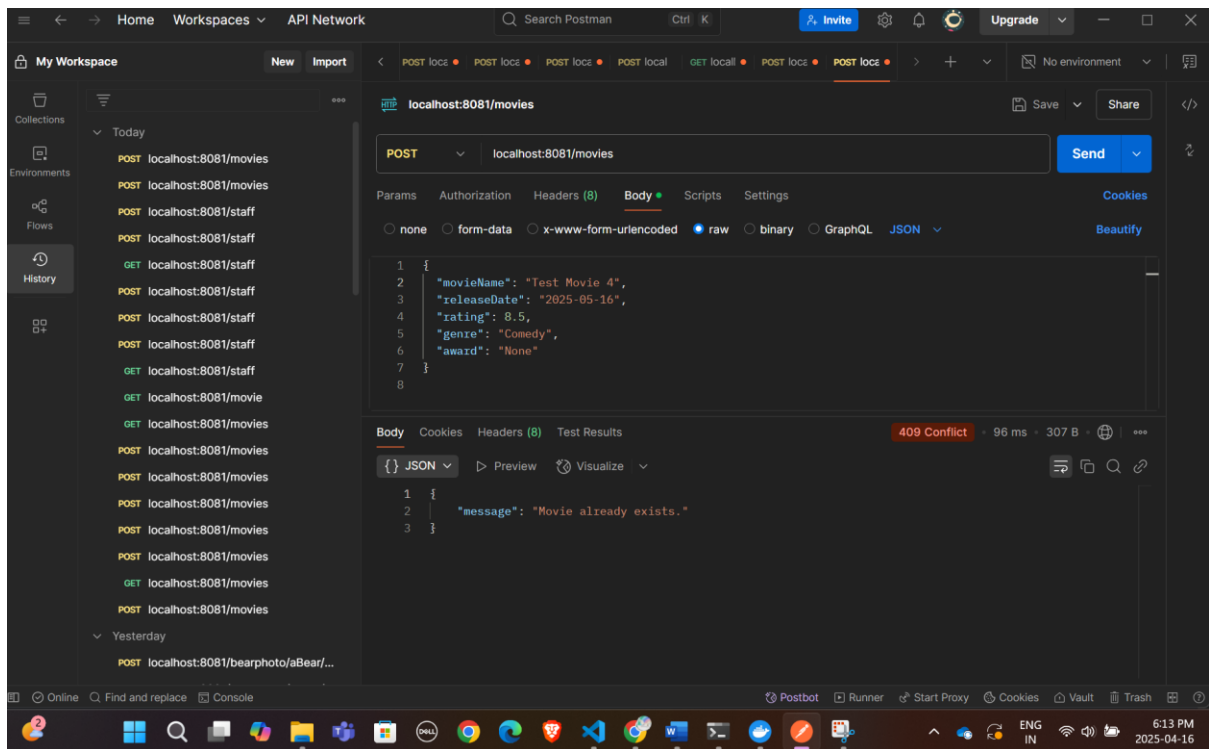 Home Workspaces API Network Search Postman Ctrl K Invite Upgrade
My Workspace New Import POST loca POST loca POST loca POST local GET locall POST loca POST loca No environment
Collections
Environments
Flows
History
Today
POST localhost:8081/movies
POST localhost:8081/movies
POST localhost:8081/staff
POST localhost:8081/staff
GET localhost:8081/staff
POST localhost:8081/staff
POST localhost:8081/staff
POST localhost:8081/staff
GET localhost:8081/staff
GET localhost:8081/movie
GET localhost:8081/movies
POST localhost:8081/movies
POST localhost:8081/movies
POST localhost:8081/movies
POST localhost:8081/movies
POST localhost:8081/movies
GET localhost:8081/movies
POST localhost:8081/movies
Yesterday
POST localhost:8081/bearphoto/aBear/...
HTTP localhost:8081/movies Save Share
POST localhost:8081/movies Send
Params Authorization Headers (8) Body Scripts Settings Cookies
none form-data x-www-form-urlencoded raw binary GraphQL JSON Beautify
1 {
2 "movieName": "Test Movie 4",
3 "releaseDate": "2025-05-16",
4 "rating": 8.5,
5 "genre": "Comedy",
6 "award": "None"
7 }
8
Body Cookies Headers (8) Test Results 409 Conflict 96 ms 307 B
{} JSON Preview Visualize
1 {
2 "message": "Movie already exists."
3 }
Online Find and replace Console Postbot Runner Start Proxy Cookies Vault Trash
2 DELL W ENG 6:13 PM
IN 2025-04-16